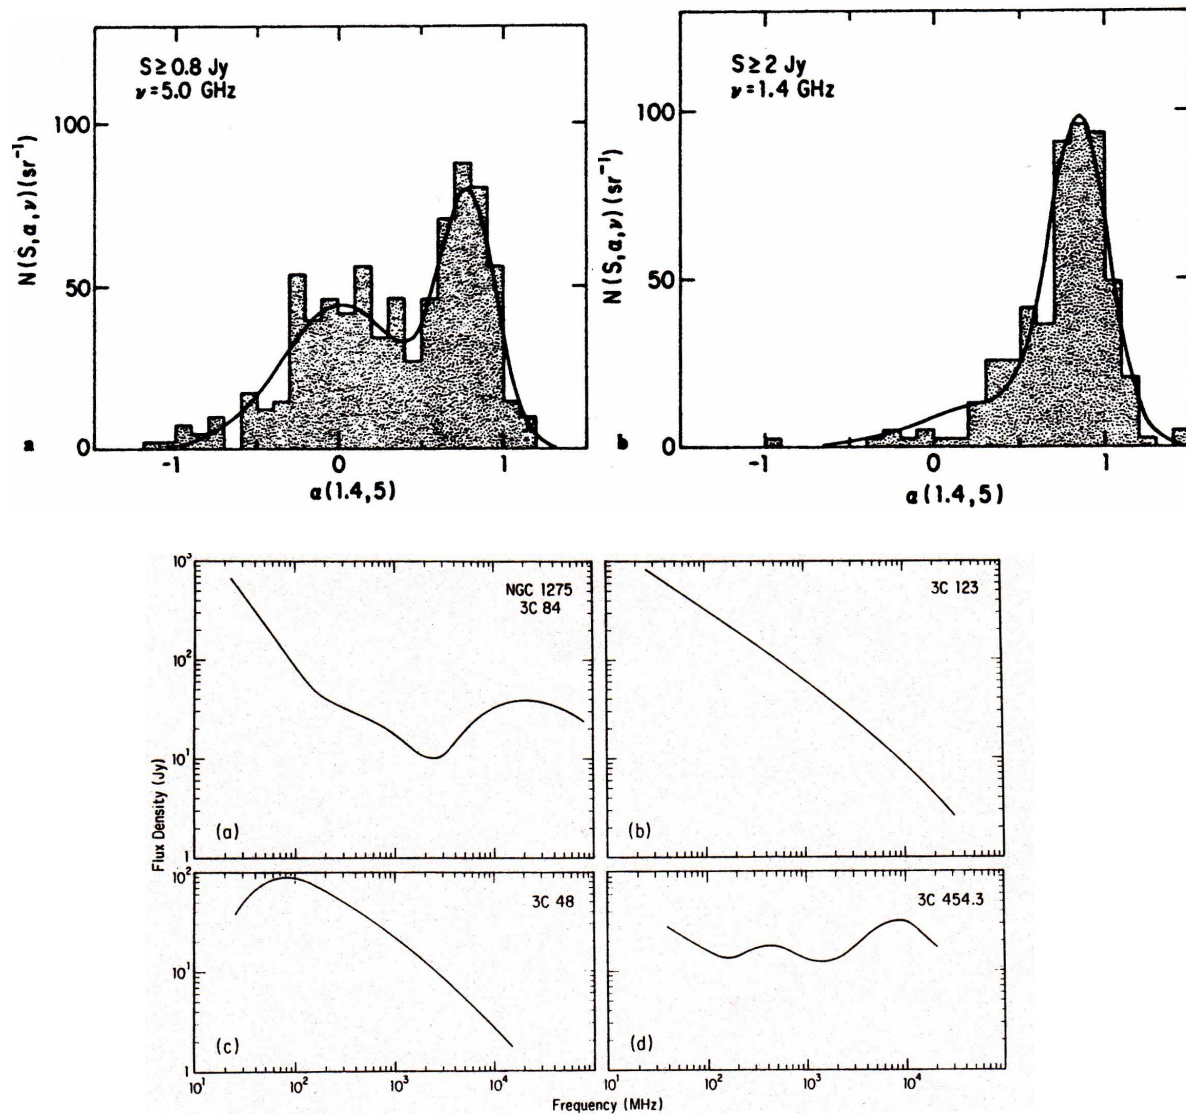 S ≥ 0.8 Jy
ν = 5.0 GHz
N(S,α,ν)(sr⁻¹)
100
50
0
-1
0
1
α(1.4,5)
a
S ≥ 2 Jy
ν = 1.4 GHz
N(S,α,ν)(sr⁻¹)
100
50
0
-1
0
1
α(1.4,5)
b
10³
10²
10¹
1
NGC 1275
3C 84
(a)
3C 123
(b)
Flux Density (Jy)
10²
10¹
1
3C 48
(c)
3C 454.3
(d)
10¹
10²
10³
10⁴
10¹
10²
10³
10⁴
Frequency (MHz)